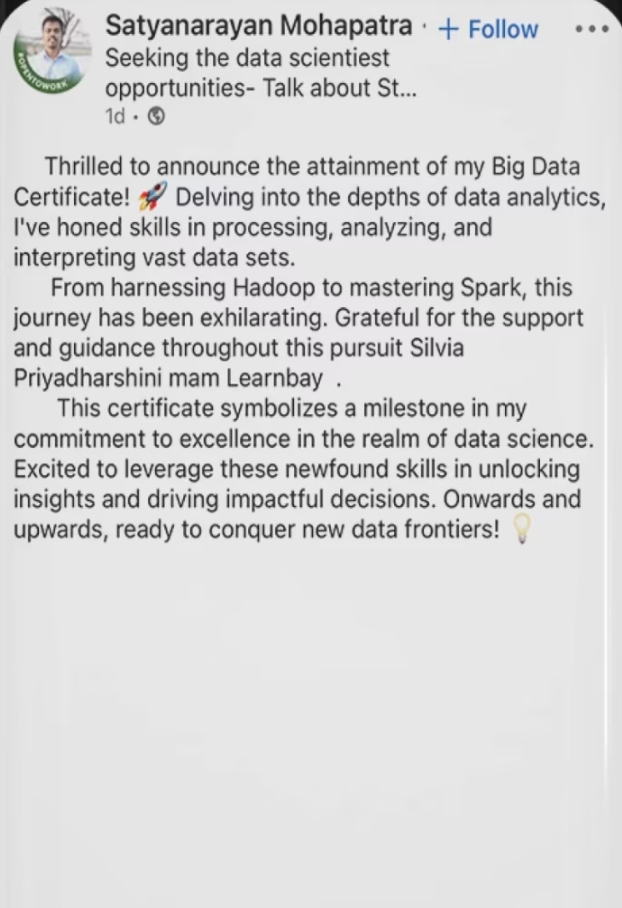 Satyanarayan Mohapatra · + Follow
Seeking the data scientiest
opportunities- Talk about St...
1d ·
#OPENTOWORK
Thrilled to announce the attainment of my Big Data
Certificate! 🚀 Delving into the depths of data analytics,
I've honed skills in processing, analyzing, and
interpreting vast data sets.
From harnessing Hadoop to mastering Spark, this
journey has been exhilarating. Grateful for the support
and guidance throughout this pursuit Silvia
Priyadharshini mam Learnbay .
This certificate symbolizes a milestone in my
commitment to excellence in the realm of data science.
Excited to leverage these newfound skills in unlocking
insights and driving impactful decisions. Onwards and
upwards, ready to conquer new data frontiers! 💡